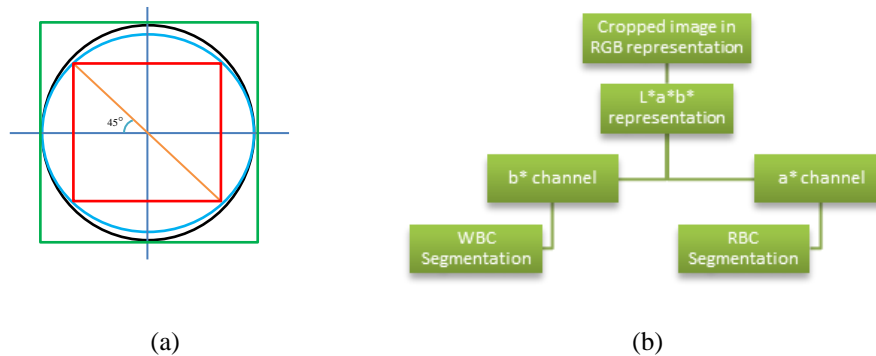 45°
Cropped image in
RGB representation
L*a*b*
representation
b* channel
a* channel
WBC
Segmentation
RBC
Segmentation
(a)
(b)